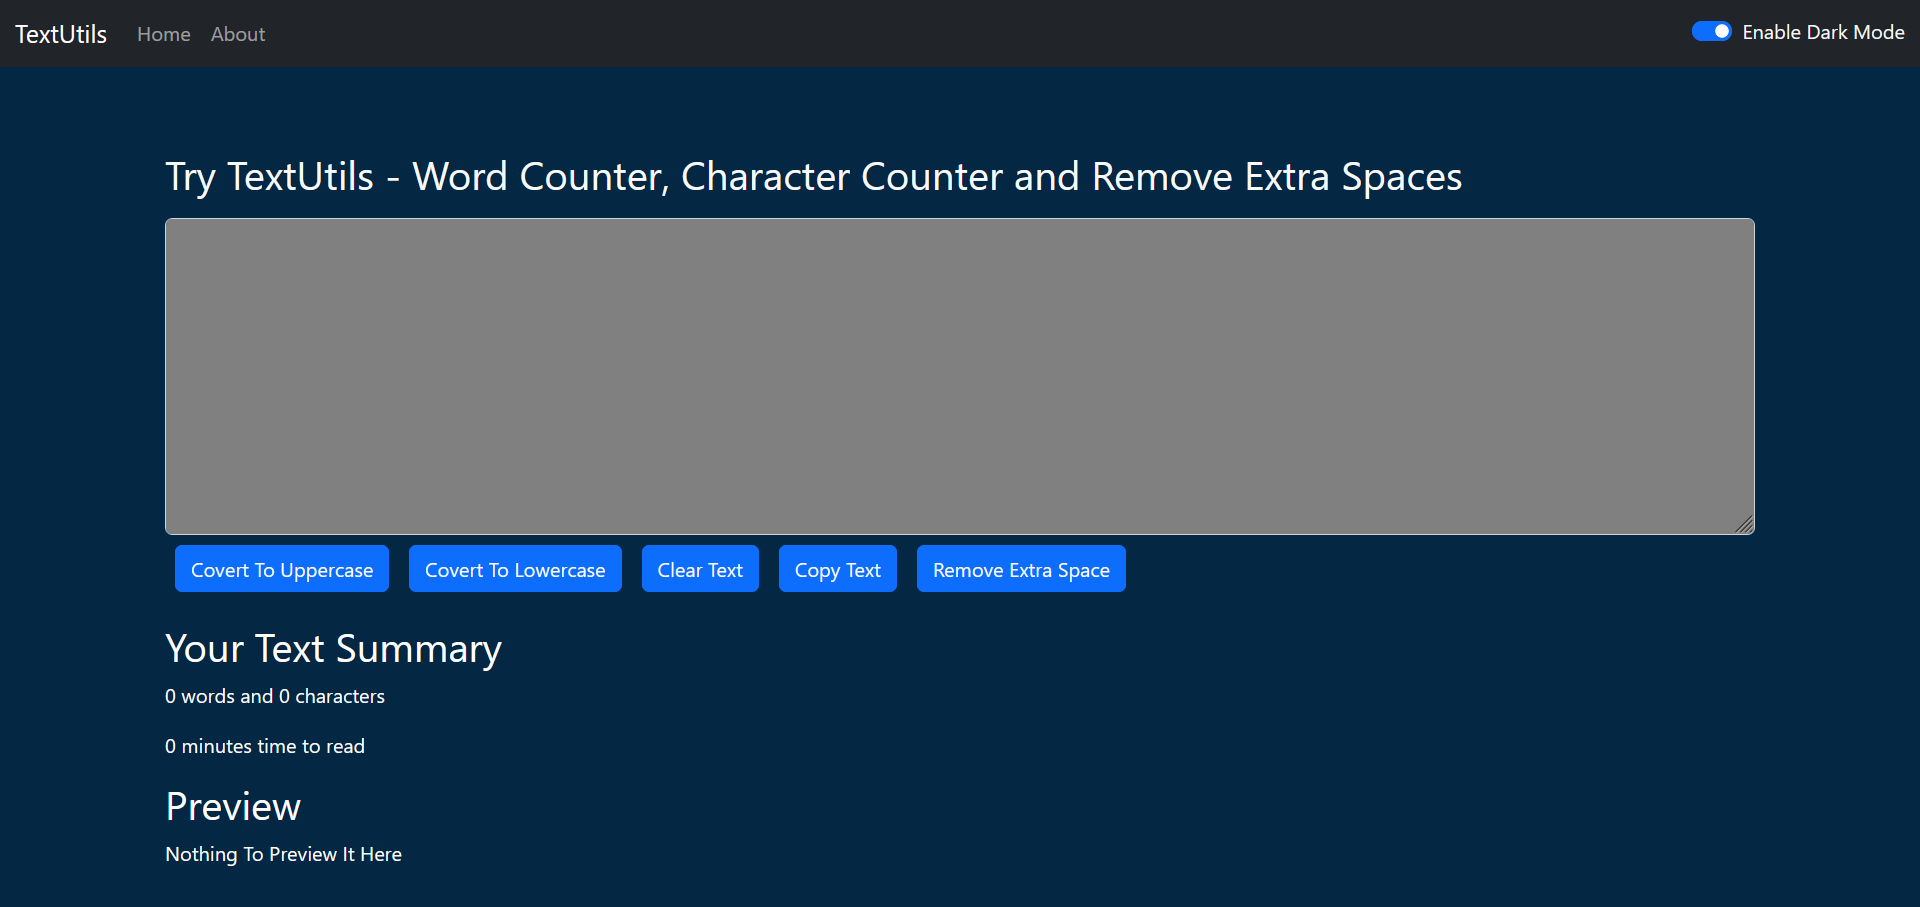 TextUtils Home About Enable Dark Mode
Try TextUtils - Word Counter, Character Counter and Remove Extra Spaces
Covert To Uppercase Covert To Lowercase Clear Text Copy Text Remove Extra Space
Your Text Summary
0 words and 0 characters
0 minutes time to read
Preview
Nothing To Preview It Here